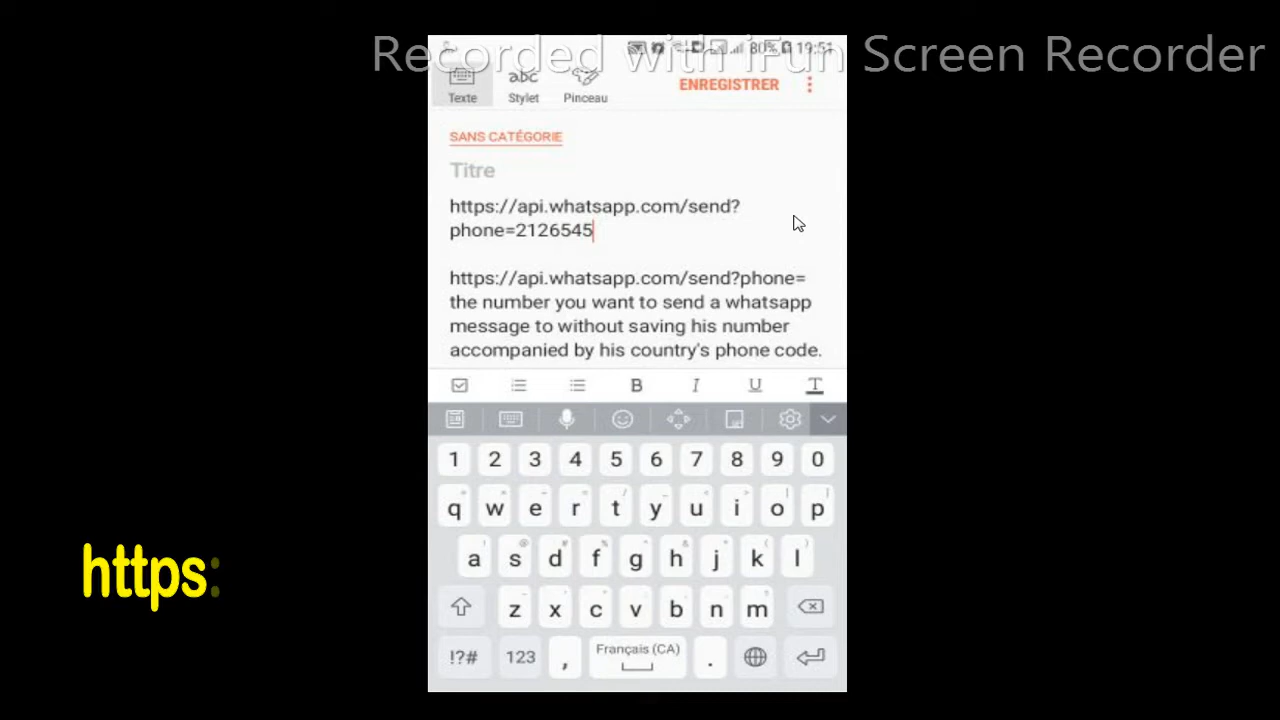 Recorded with iFun Screen Recorder
80% 19:51
Texte
Stylet
Pinceau
ENREGISTRER
SANS CATÉGORIE
Titre
https://api.whatsapp.com/send?
phone=2126545
https://api.whatsapp.com/send?phone=
the number you want to send a whatsapp
message to without saving his number
accompanied by his country's phone code.
B I U T
1 2 3 4 5 6 7 8 9 0
q w e r t y u i o p
a s d f g h j k l
https:
z x c v b n m
!?# 123 , Français (CA) .